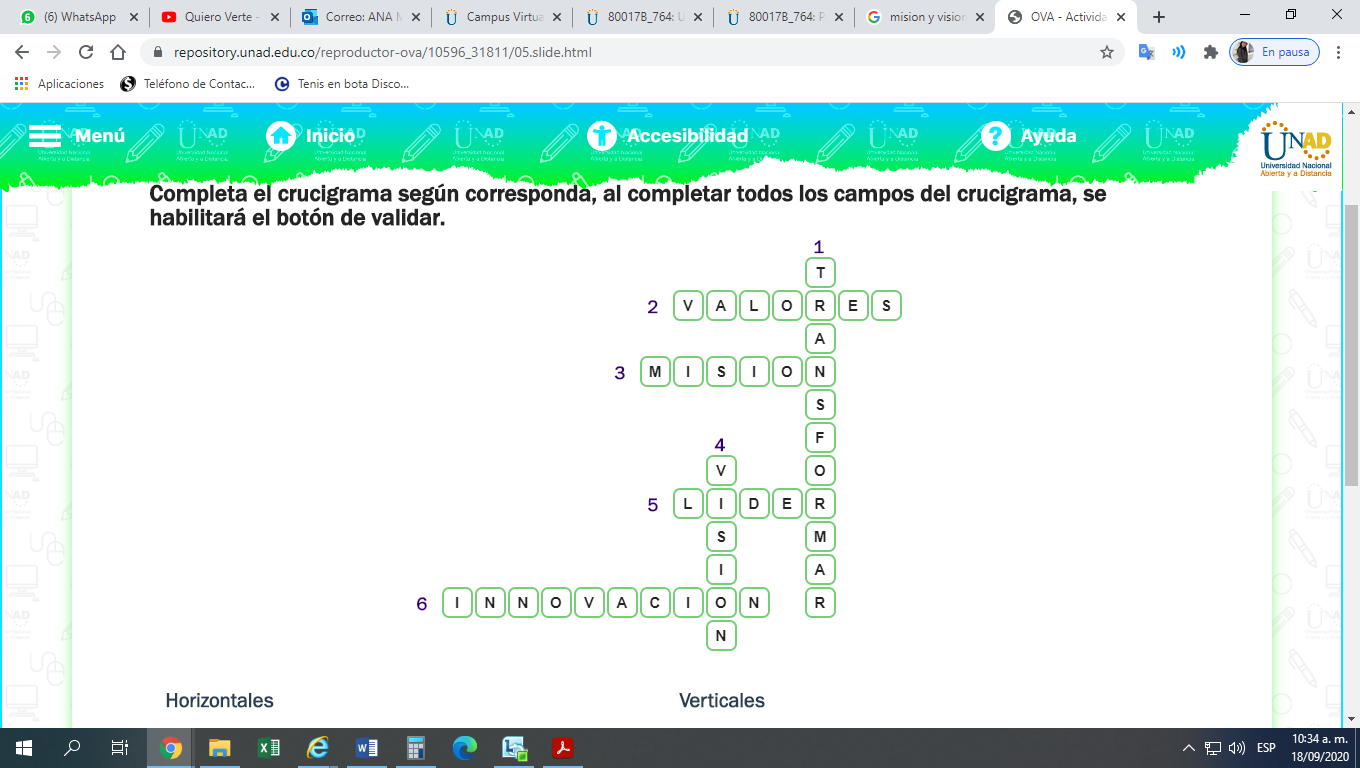 (6) WhatsApp
Quiero Verte -
Correo: ANA M
Campus Virtua
80017B_764: U
80017B_764: P
mision y vision
OVA - Activida
repository.unad.edu.co/reproductor-ova/10596_31811/05.slide.html
En pausa
Aplicaciones
Teléfono de Contac...
Tenis en bota Disco...
Menú
Inicio
Accesibilidad
Ayuda
UNAD
Universidad Nacional
Abierta y a Distancia
Completa el crucigrama según corresponda, al completar todos los campos del crucigrama, se
habilitará el botón de validar.
1
T
2 V A L O R E S
A
3 M I S I O N
S
4 F
V O
5 L I D E R
S M
I A
6 I N N O V A C I O N R
N
Horizontales
Verticales
ESP
10:34 a. m.
18/09/2020